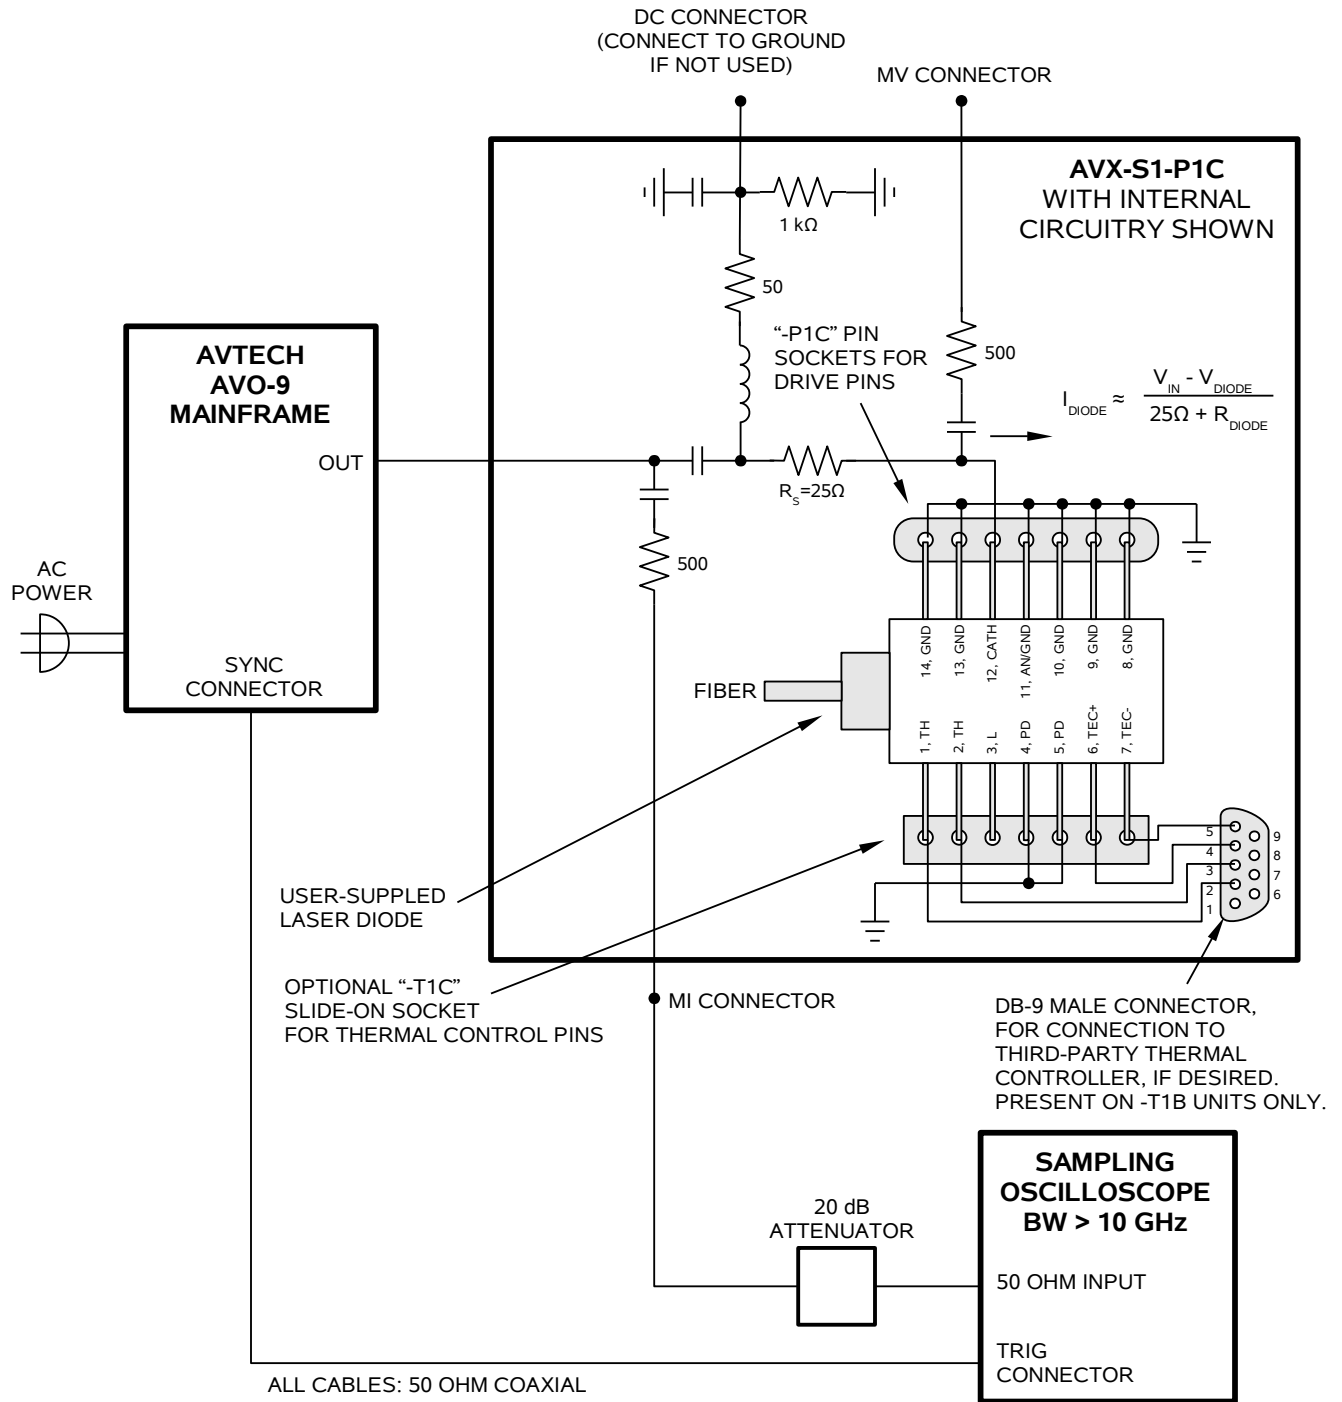 DC CONNECTOR
(CONNECT TO GROUND
IF NOT USED)
MV CONNECTOR
AVX-S1-P1C
WITH INTERNAL
CIRCUITRY SHOWN
1 kΩ
50
"-P1C" PIN
SOCKETS FOR
DRIVE PINS
500
I DIODE ≈ V IN - V DIODE
25Ω + R DIODE
AVTECH
AVO-9
MAINFRAME
OUT
R S =25Ω
500
AC
POWER
SYNC
CONNECTOR
FIBER
14, GND
13, GND
12, CATH
11, AN/GND
10, GND
9, GND
8, GND
1, TH
2, TH
3, L
4, PD
5, PD
6, TEC+
7, TEC-
5
4
3
2
1
9
8
7
6
USER-SUPPLED
LASER DIODE
OPTIONAL "-T1C"
SLIDE-ON SOCKET
FOR THERMAL CONTROL PINS
MI CONNECTOR
DB-9 MALE CONNECTOR,
FOR CONNECTION TO
THIRD-PARTY THERMAL
CONTROLLER, IF DESIRED.
PRESENT ON -T1B UNITS ONLY.
SAMPLING
OSCILLOSCOPE
BW > 10 GHz
20 dB
ATTENUATOR
50 OHM INPUT
TRIG
CONNECTOR
ALL CABLES: 50 OHM COAXIAL